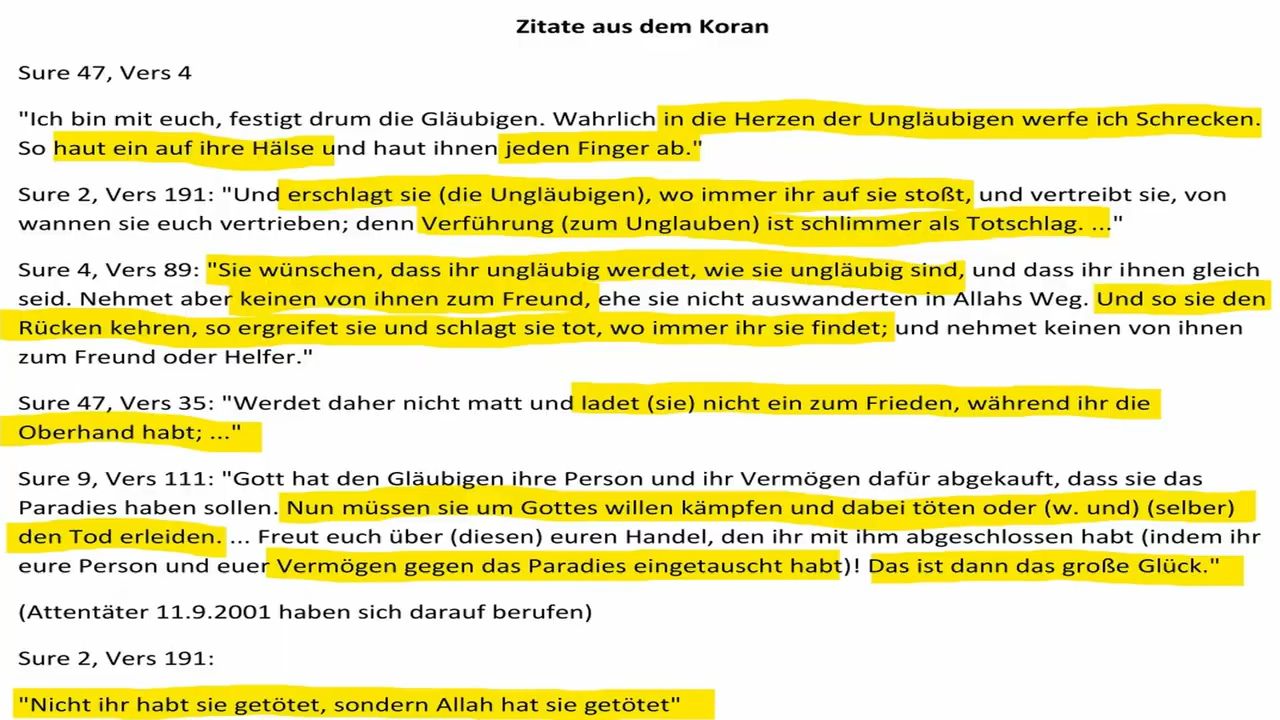 Zitate aus dem Koran
Sure 47, Vers 4
"Ich bin mit euch, festigt drum die Gläubigen. Wahrlich in die Herzen der Ungläubigen werfe ich Schrecken.
So haut ein auf ihre Hälse und haut ihnen jeden Finger ab."
Sure 2, Vers 191: "Und erschlagt sie (die Ungläubigen), wo immer ihr auf sie stoßt, und vertreibt sie, von
wannen sie euch vertrieben; denn Verführung (zum Unglauben) ist schlimmer als Totschlag. ..."
Sure 4, Vers 89: "Sie wünschen, dass ihr ungläubig werdet, wie sie ungläubig sind, und dass ihr ihnen gleich
seid. Nehmet aber keinen von ihnen zum Freund, ehe sie nicht auswanderten in Allahs Weg. Und so sie den
Rücken kehren, so ergreifet sie und schlagt sie tot, wo immer ihr sie findet; und nehmet keinen von ihnen
zum Freund oder Helfer."
Sure 47, Vers 35: "Werdet daher nicht matt und ladet (sie) nicht ein zum Frieden, während ihr die
Oberhand habt; ..."
Sure 9, Vers 111: "Gott hat den Gläubigen ihre Person und ihr Vermögen dafür abgekauft, dass sie das
Paradies haben sollen. Nun müssen sie um Gottes willen kämpfen und dabei töten oder (w. und) (selber)
den Tod erleiden. ... Freut euch über (diesen) euren Handel, den ihr mit ihm abgeschlossen habt (indem ihr
eure Person und euer Vermögen gegen das Paradies eingetauscht habt)! Das ist dann das große Glück."
(Attentäter 11.9.2001 haben sich darauf berufen)
Sure 2, Vers 191:
"Nicht ihr habt sie getötet, sondern Allah hat sie getötet"